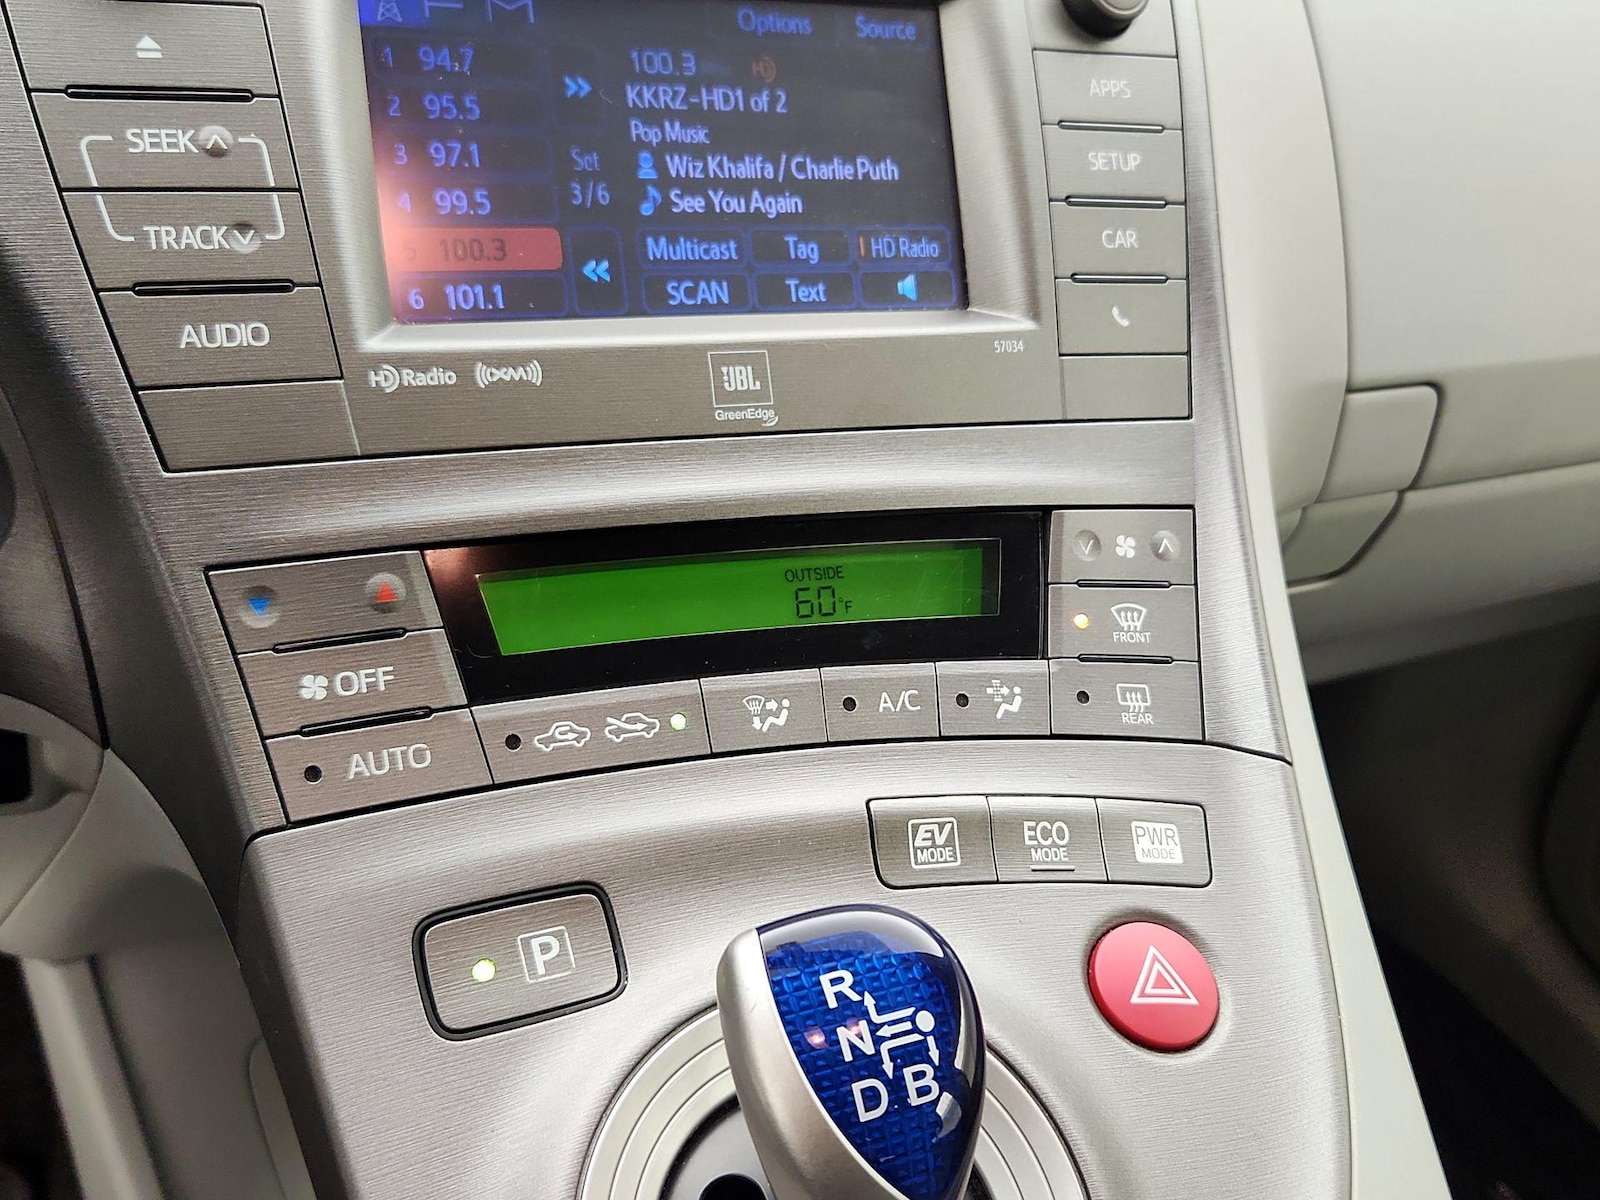 Options Source
1 94.7
2 95.5
3 97.1
4 99.5
5 100.3
6 101.1
Set
3/6
100.3 HD
KKRZ-HD1 of 2
Pop Music
Wiz Khalifa / Charlie Puth
See You Again
Multicast Tag HD Radio
SCAN Text
SEEK
TRACK
AUDIO
APPS
SETUP
CAR
57034
HD Radio ((XM))
JBL
GreenEdge
OUTSIDE
60°F
OFF
AUTO
A/C
FRONT
REAR
EV
MODE
ECO
MODE
PWR
MODE
P
R
N
D B